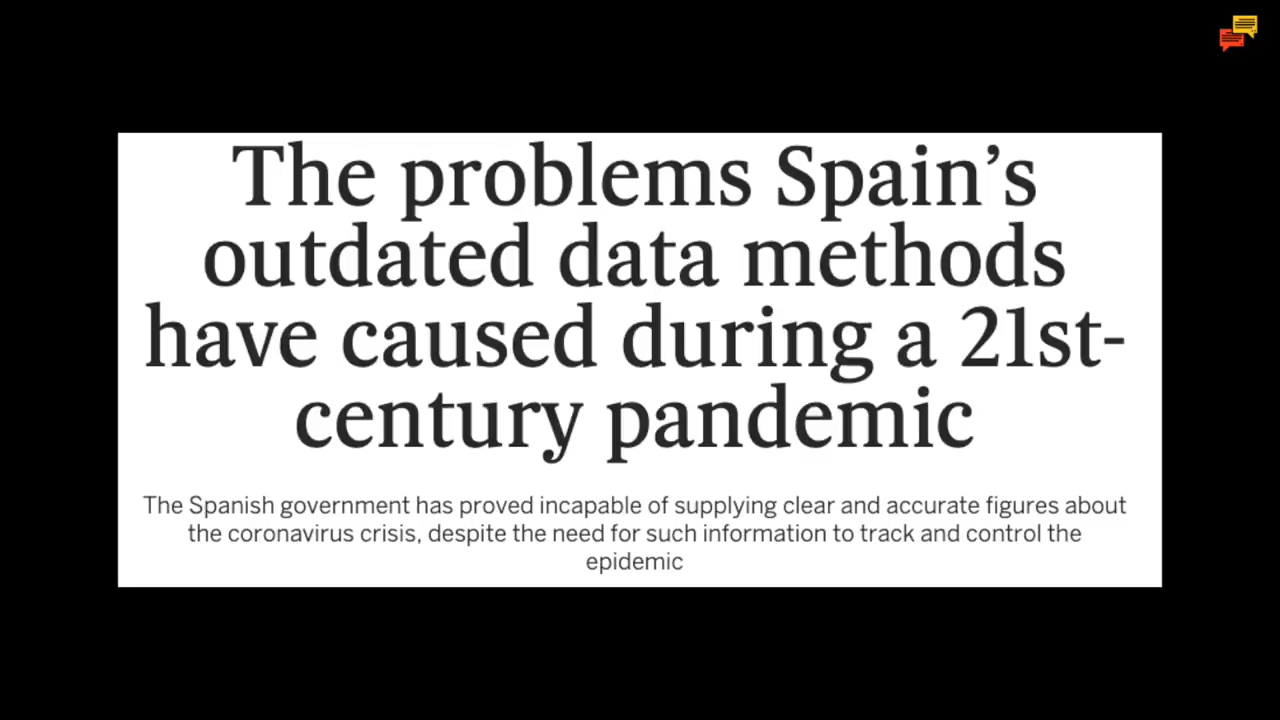 The problems Spain’s
outdated data methods
have caused during a 21st-
century pandemic
The Spanish government has proved incapable of supplying clear and accurate figures about
the coronavirus crisis, despite the need for such information to track and control the
epidemic